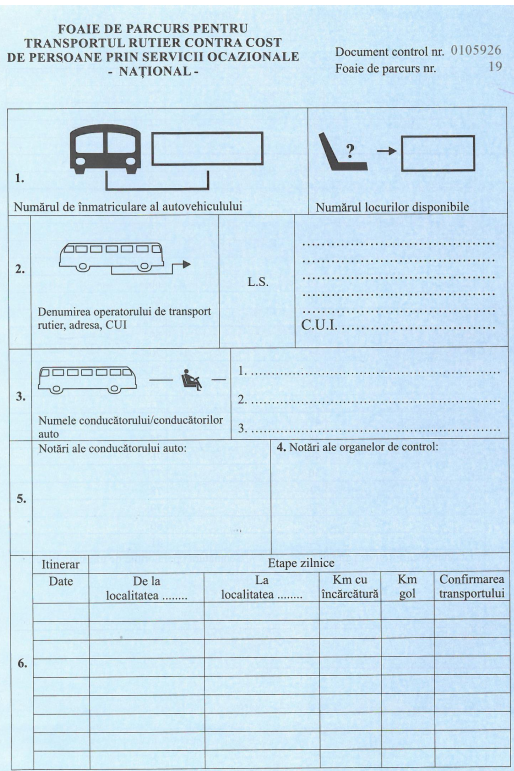 FOAIE DE PARCURS PENTRU
TRANSPORTUL RUTIER CONTRA COST
DE PERSOANE PRIN SERVICII OCAZIONALE
- NAȚIONAL -
Document control nr. 0105926
Foaie de parcurs nr. 19
1.
Numărul de înmatriculare al autovehiculului
?
Numărul locurilor disponibile
2.
Denumirea operatorului de transport
rutier, adresa, CUI
L.S.
C.U.I. ................................
3.
Numele conducătorului/conducătorilor
auto
1. ................................
2. ................................
3. ................................
5.
Notări ale conducătorului auto:
4. Notări ale organelor de control:
6.
Itinerar
Etape zilnice
Date
De la
localitatea ........
La
localitatea ........
Km cu
încărcătură
Km
gol
Confirmarea
transportului